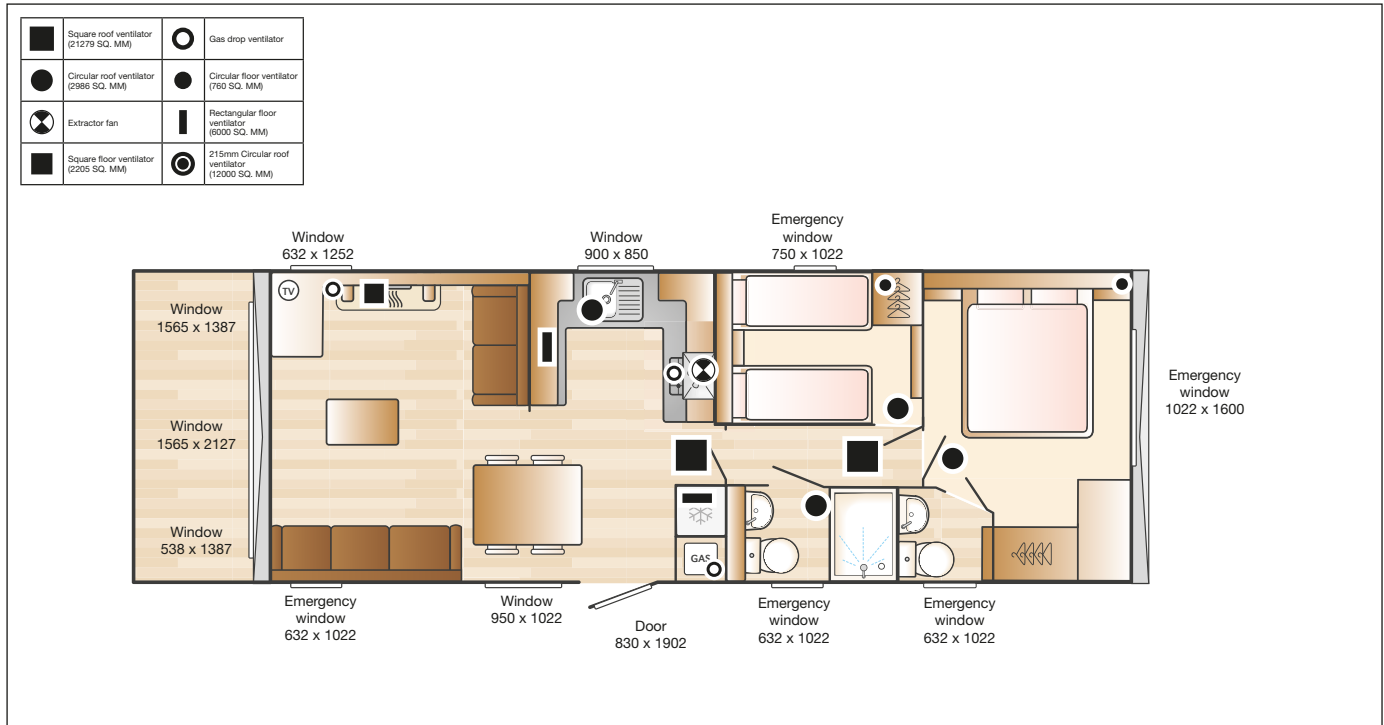 Square roof ventilator
(21279 SQ. MM)
Gas drop ventilator
Circular roof ventilator
(2986 SQ. MM)
Circular floor ventilator
(760 SQ. MM)
Extractor fan
Rectangular floor
ventilator
(6000 SQ. MM)
Square floor ventilator
(2205 SQ. MM)
215mm Circular roof
ventilator
(12000 SQ. MM)
Window
632 x 1252
Window
900 x 850
Emergency
window
750 x 1022
TV
Window
1565 x 1387
Window
1565 x 2127
Window
538 x 1387
Emergency
window
1022 x 1600
GAS
Emergency
window
632 x 1022
Window
950 x 1022
Door
830 x 1902
Emergency
window
632 x 1022
Emergency
window
632 x 1022